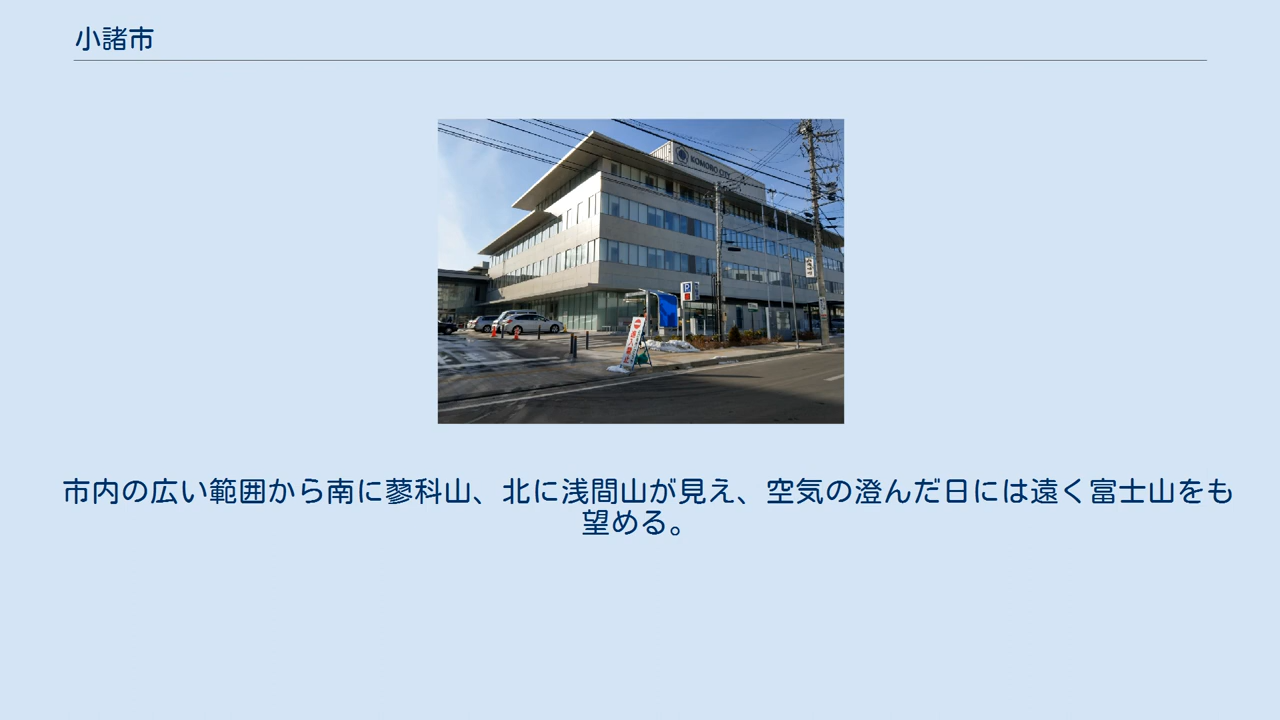 小諸市
KOMORO CITY
P
市内の広い範囲から南に蓼科山、北に浅間山が見え、空気の澄んだ日には遠く富士山をも
望める。